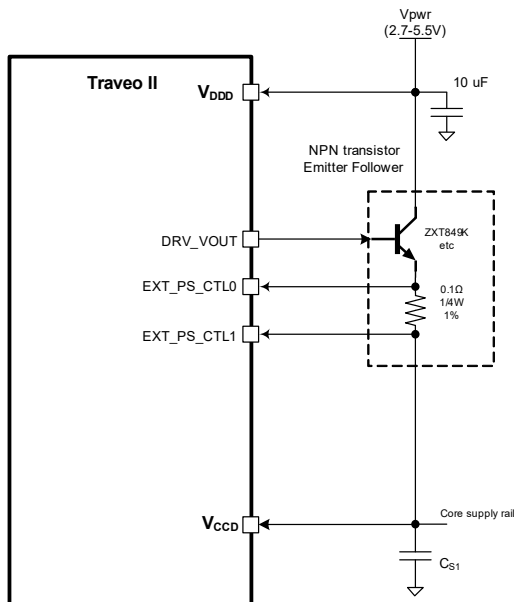 Vpwr
(2.7-5.5V)
Traveo II
VDDD
10 uF
NPN transistor
Emitter Follower
DRV_VOUT
ZXT849K
etc
EXT_PS_CTL0
0.1Ω
1/4W
1%
EXT_PS_CTL1
VCCD
Core supply rail
CS1